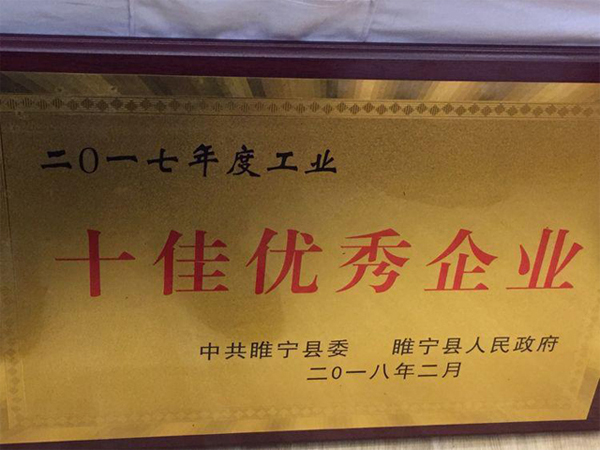 二0一七年度工业
十佳优秀企业
中共睢宁县委 睢宁县人民政府
二0一八年二月